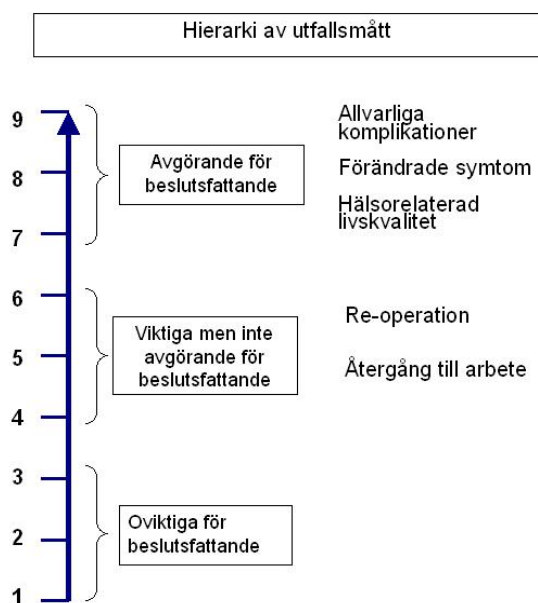 Hierarki av utfallsmått
9
8
7
6
5
4
3
2
1
Avgörande för
beslutsfattande
Allvarliga
komplikationer
Förändrade symtom
Hälsorelaterad
livskvalitet
Viktiga men inte
avgörande för
beslutsfattande
Re-operation
Återgång till arbete
Oviktiga för
beslutsfattande